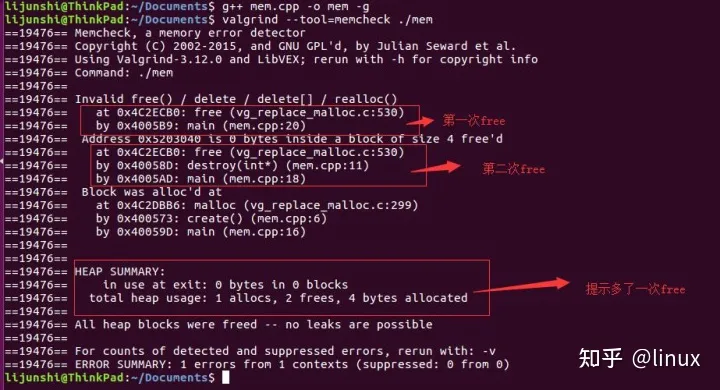 lijunshi@ThinkPad:~/Documents$ g++ mem.cpp -o mem -g
lijunshi@ThinkPad:~/Documents$ valgrind --tool=memcheck ./mem
==19476== Memcheck, a memory error detector
==19476== Copyright (C) 2002-2015, and GNU GPL'd, by Julian Seward et al.
==19476== Using Valgrind-3.12.0 and LibVEX; rerun with -h for copyright info
==19476== Command: ./mem
==19476==
==19476== Invalid free() / delete / delete[] / realloc()
==19476==    at 0x4C2ECB0: free (vg_replace_malloc.c:530)
第一次free
==19476==    by 0x4005B9: main (mem.cpp:20)
==19476==  Address 0x5203040 is 0 bytes inside a block of size 4 free'd
==19476==    at 0x4C2ECB0: free (vg_replace_malloc.c:530)
==19476==    by 0x40058D: destroy(int*) (mem.cpp:11)
第二次free
==19476==    by 0x4005AD: main (mem.cpp:18)
==19476==  Block was alloc'd at
==19476==    at 0x4C2DBB6: malloc (vg_replace_malloc.c:299)
==19476==    by 0x400573: create() (mem.cpp:6)
==19476==    by 0x40059D: main (mem.cpp:16)
==19476==
==19476==
==19476== HEAP SUMMARY:
==19476==     in use at exit: 0 bytes in 0 blocks
提示多了一次free
==19476==   total heap usage: 1 allocs, 2 frees, 4 bytes allocated
==19476==
==19476== All heap blocks were freed -- no leaks are possible
==19476==
==19476== For counts of detected and suppressed errors, rerun with: -v
==19476== ERROR SUMMARY: 1 errors from 1 contexts (suppressed: 0 from 0)
lijunshi@ThinkPad:~/Documents$
知乎 @linux